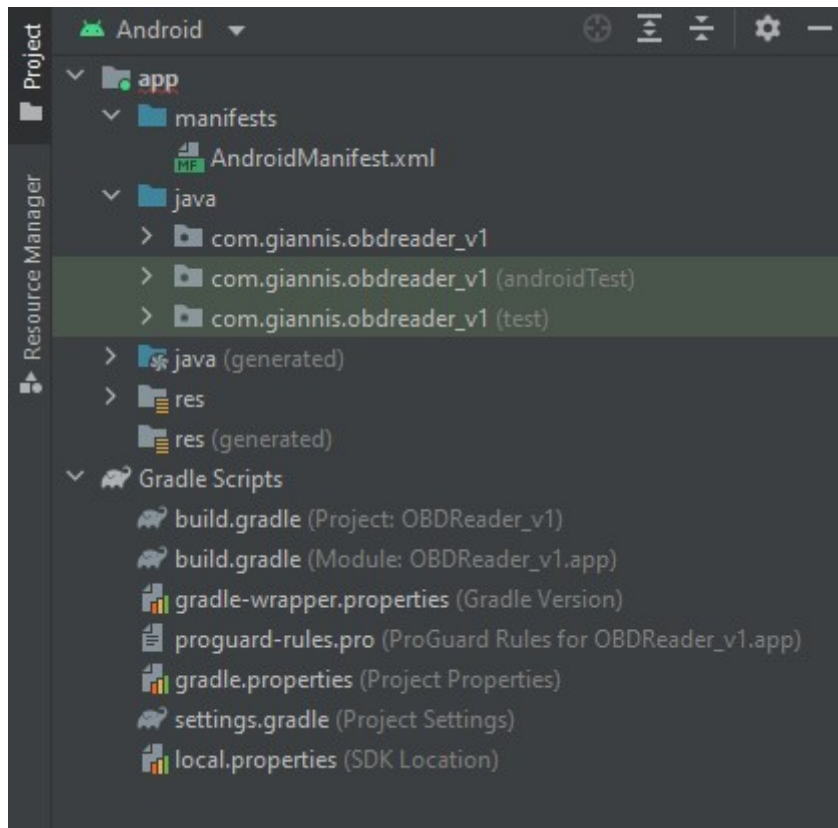 Project
Resource Manager
Android
app
manifests
MF AndroidManifest.xml
java
com.giannis.obdreader_v1
com.giannis.obdreader_v1 (androidTest)
com.giannis.obdreader_v1 (test)
java (generated)
res
res (generated)
Gradle Scripts
build.gradle (Project: OBDReader_v1)
build.gradle (Module: OBDReader_v1.app)
gradle-wrapper.properties (Gradle Version)
proguard-rules.pro (ProGuard Rules for OBDReader_v1.app)
gradle.properties (Project Properties)
settings.gradle (Project Settings)
local.properties (SDK Location)